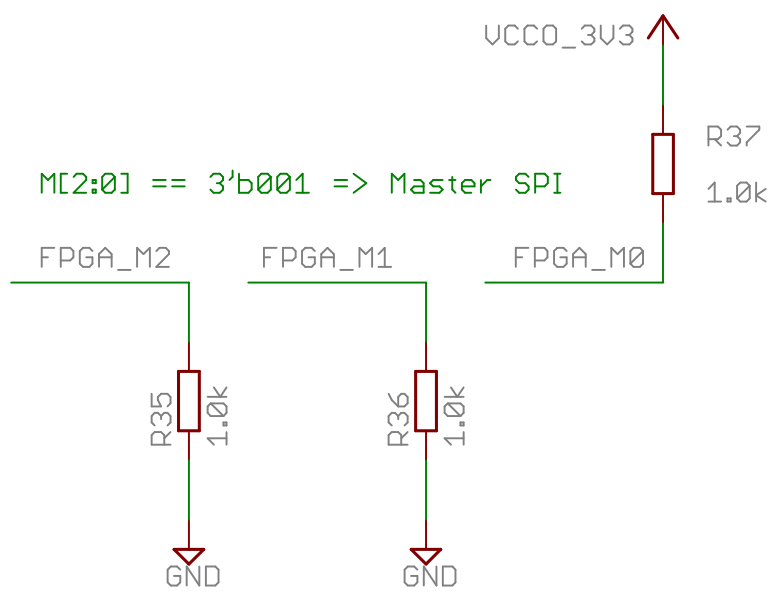 VCCO_3V3
R37
1.0k
M[2:0] == 3'b001 => Master SPI
FPGA_M2
FPGA_M1
FPGA_M0
R35
1.0k
R36
1.0k
GND
GND